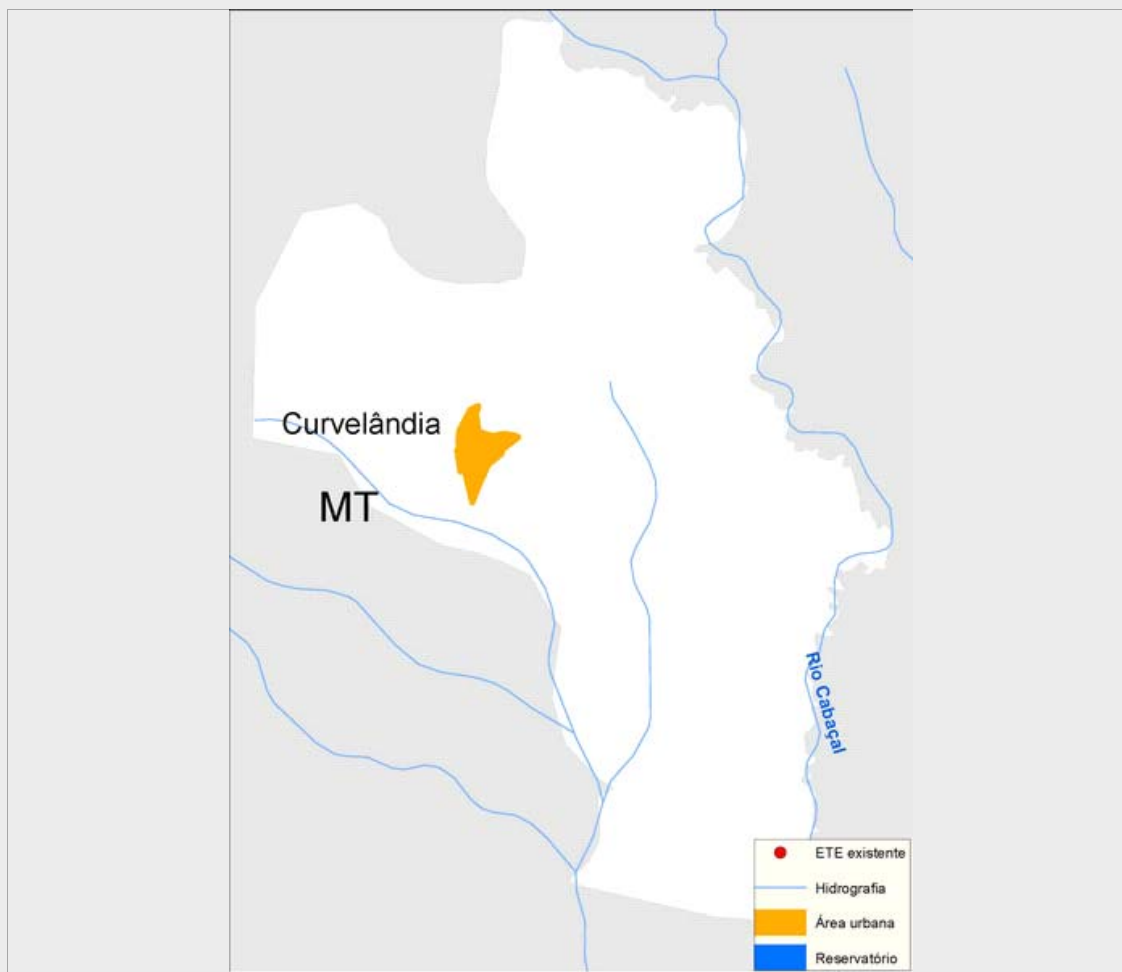 Curvelândia
MT
Rio Cabaçal
ETE existente
Hidrografia
Área urbana
Reservatório